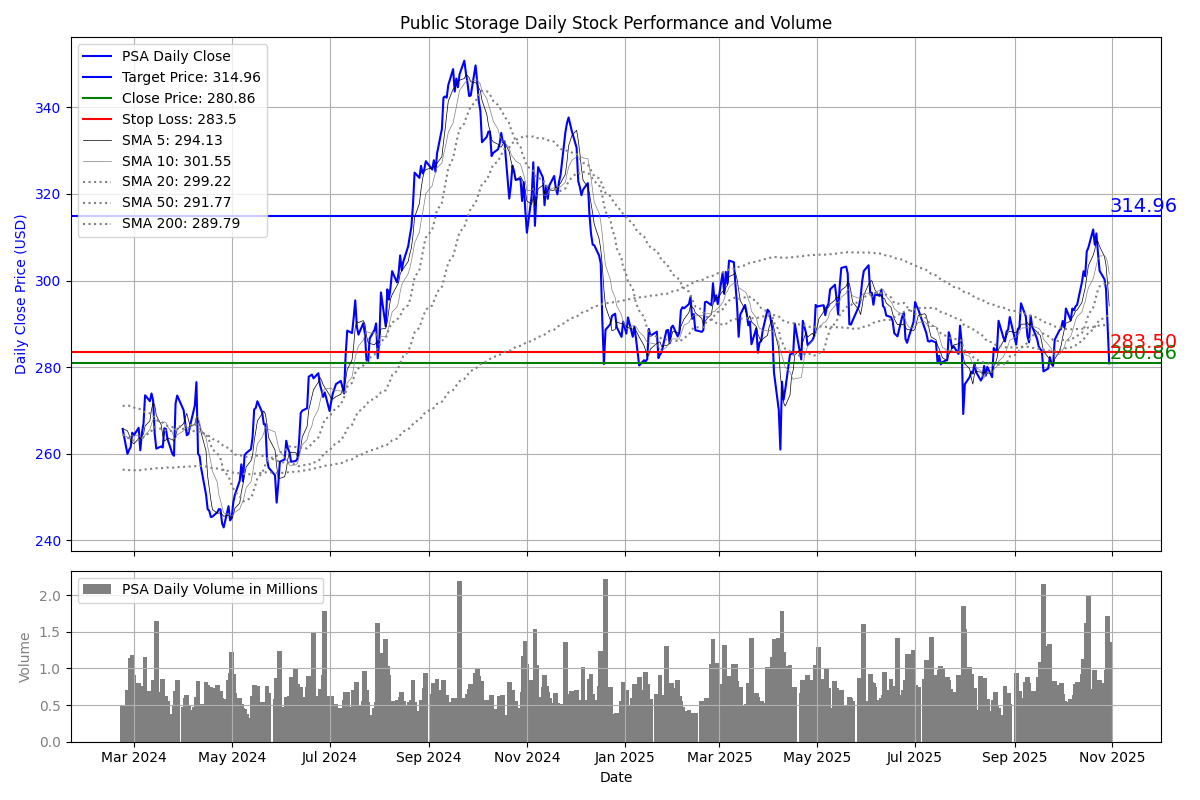 Public Storage Daily Stock Performance and Volume
PSA Daily Close
Target Price: 314.96
Close Price: 280.86
Stop Loss: 283.5
SMA 5: 294.13
SMA 10: 301.55
SMA 20: 299.22
SMA 50: 291.77
SMA 200: 289.79
Daily Close Price (USD)
340
320
300
280
260
240
314.96
283.50
280.86
PSA Daily Volume in Millions
Volume
2.0
1.5
1.0
0.5
0.0
Mar 2024 May 2024 Jul 2024 Sep 2024 Nov 2024 Jan 2025 Mar 2025 May 2025 Jul 2025 Sep 2025 Nov 2025
Date